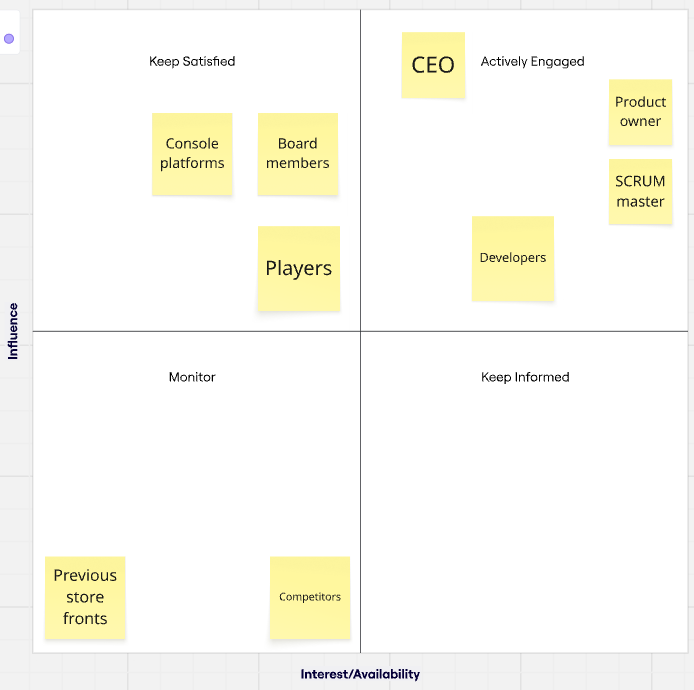 Keep Satisfied
Console
platforms
Board
members
Players
CEO
Actively Engaged
Product
owner
SCRUM
master
Developers
Influence
Monitor
Previous
store
fronts
Competitors
Keep Informed
Interest/Availability